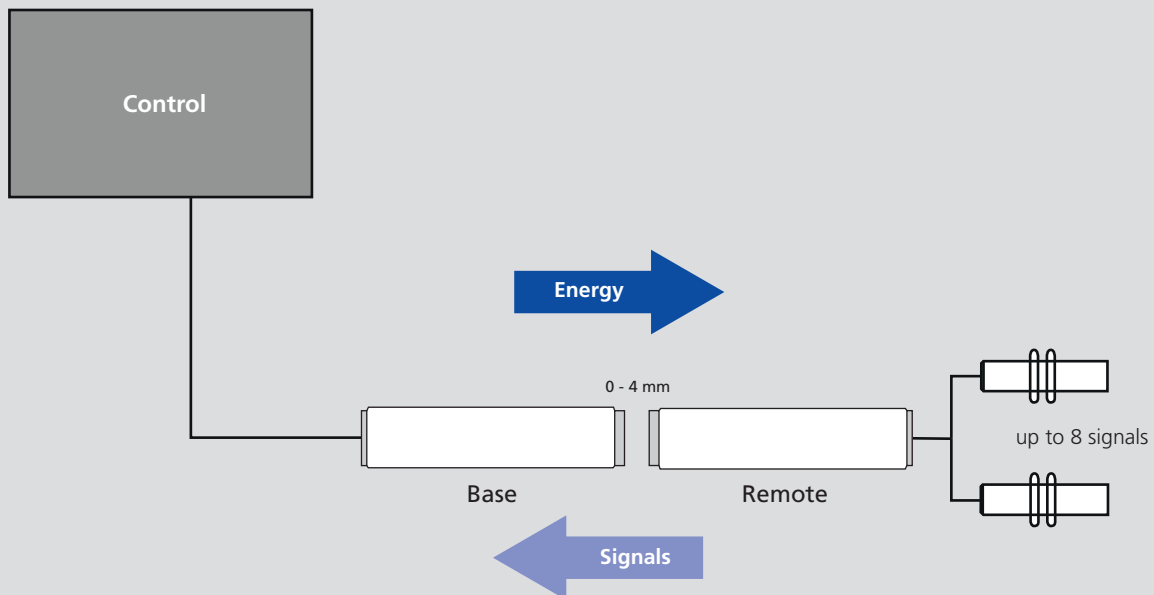 Control
Energy
0 - 4 mm
up to 8 signals
Base
Remote
Signals